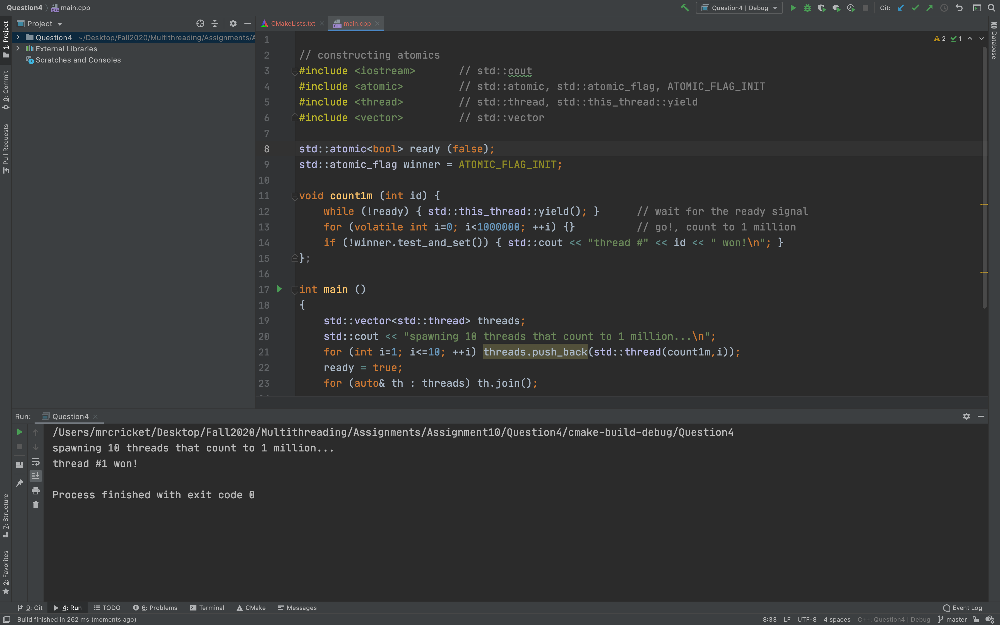 Question4
main.cpp
Question4 | Debug
Git:
1: Project
0: Commit
Pull Requests
7: Structure
2: Favorites
Database
Project
Question4 ~/Desktop/Fall2020/Multithreading/Assignments/A
External Libraries
Scratches and Consoles
CMakeLists.txt
main.cpp
2 1
1
2 // constructing atomics
3 #include <iostream> // std::cout
4 #include <atomic> // std::atomic, std::atomic_flag, ATOMIC_FLAG_INIT
5 #include <thread> // std::thread, std::this_thread::yield
6 #include <vector> // std::vector
7
8 std::atomic<bool> ready (false);
9 std::atomic_flag winner = ATOMIC_FLAG_INIT;
10
11 void count1m (int id) {
12 while (!ready) { std::this_thread::yield(); } // wait for the ready signal
13 for (volatile int i=0; i<1000000; ++i) {} // go!, count to 1 million
14 if (!winner.test_and_set()) { std::cout << "thread #" << id << " won!\n"; }
15 };
16
17 int main ()
18 {
19 std::vector<std::thread> threads;
20 std::cout << "spawning 10 threads that count to 1 million...\n";
21 for (int i=1; i<=10; ++i) threads.push_back(std::thread(count1m,i));
22 ready = true;
23 for (auto& th : threads) th.join();
Run: Question4
/Users/mrcricket/Desktop/Fall2020/Multithreading/Assignments/Assignment10/Question4/cmake-build-debug/Question4
spawning 10 threads that count to 1 million...
thread #1 won!
Process finished with exit code 0
9: Git 4: Run TODO 6: Problems Terminal CMake Messages Event Log
Build finished in 262 ms (moments ago) 8:33 LF UTF-8 4 spaces C++: Question4 | Debug master